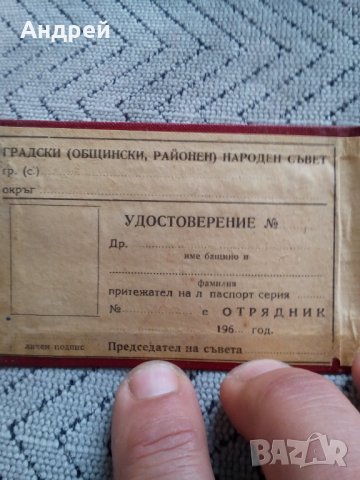 Андрей
ГРАДСКИ (ОБЩИНСКИ, РАЙОНЕН) НАРОДЕН СЪВЕТ
гр. (с.)
окръг
УДОСТОВЕРЕНИЕ №
Др.
име бащино и
фамилия
притежател на л паспорт серия
№ е ОТРЯДНИК
196 год.
личен подпис Председател на съвета
BAZAR